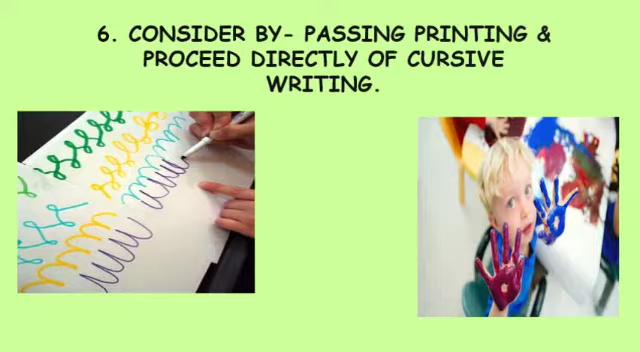 6. CONSIDER BY- PASSING PRINTING &
PROCEED DIRECTLY OF CURSIVE
WRITING.